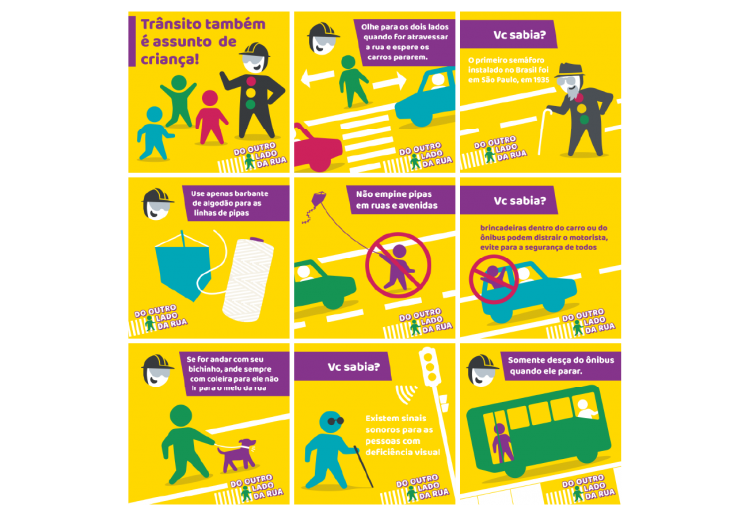 Trânsito também
é assunto de
criança!
DO OUTRO
LADO
DA RUA
Olhe para os dois lados
quando for atravessar
a rua e espere os
carros pararem.
DO OUTRO
LADO
DA RUA
Vc sabia?
O primeiro semáforo
instalado no Brasil foi
em São Paulo, em 1935
DO OUTRO
LADO
DA RUA
Use apenas barbante
de algodão para as
linhas de pipas
DO OUTRO
LADO
DA RUA
Não empine pipas
em ruas e avenidas
DO OUTRO
LADO
DA RUA
Vc sabia?
brincadeiras dentro do carro ou do
ônibus podem distrair o motorista,
evite para a segurança de todos
DO OUTRO
LADO
DA RUA
Se for andar com seu
bichinho, ande sempre
com coleira para ele não
ir para o meio da rua
DO OUTRO
LADO
DA RUA
Vc sabia?
Existem sinais
sonoros para as
pessoas com
deficiência visual
DO OUTRO
LADO
DA RUA
Somente desça do ônibus
quando ele parar.
DO OUTRO
LADO
DA RUA